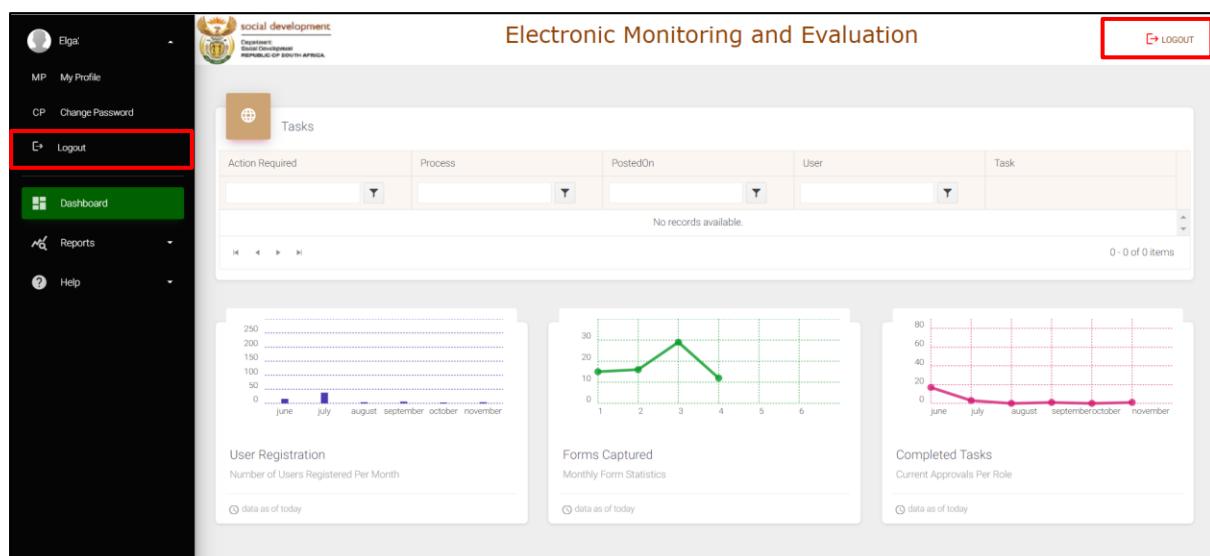 Elga:
MP My Profile
CP Change Password
Logout
Dashboard
Reports
Help
social development
Department:
Social Development
REPUBLIC OF SOUTH AFRICA
Electronic Monitoring and Evaluation
LOGOUT
Tasks
Action Required Process PostedOn User Task
No records available.
0 - 0 of 0 items
250
200
150
100
50
0
june july august september october november
User Registration
Number of Users Registered Per Month
data as of today
30
20
10
0
1 2 3 4 5 6
Forms Captured
Monthly Form Statistics
data as of today
80
60
40
20
0
june july august septemberoctober november
Completed Tasks
Current Approvals Per Role
data as of today